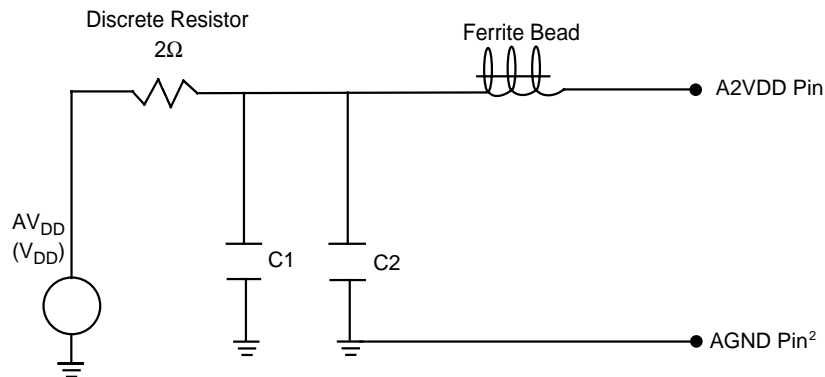 Discrete Resistor
2Ω
Ferrite Bead
A2VDD Pin
AVDD
(VDD)
C1
C2
AGND Pin²